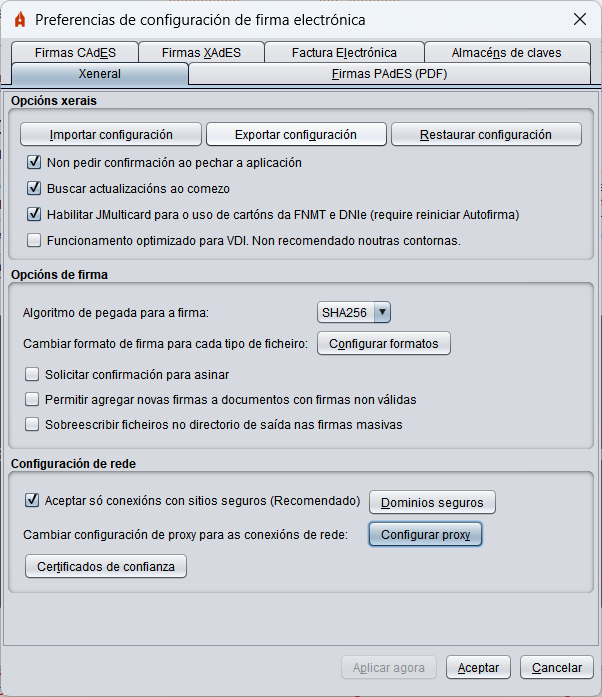 Preferencias de configuración de firma electrónica
Firmas CAdES
Firmas XAdES
Factura Electrónica
Almacéns de claves
Xeneral
Firmas PAdES (PDF)
Opcións xerais
Importar configuración
Exportar configuración
Restaurar configuración
Non pedir confirmación ao pechar a aplicación
Buscar actualizacións ao comezo
Habilitar JMulticard para o uso de cartóns da FNMT e DNIe (require reiniciar Autofirma)
Funcionamento optimizado para VDI. Non recomendado noutras contornas.
Opcións de firma
Algoritmo de pegada para a firma:
SHA256
Cambiar formato de firma para cada tipo de ficheiro:
Configurar formatos
Solicitar confirmación para asinar
Permitir agregar novas firmas a documentos con firmas non válidas
Sobreescribir ficheiros no directorio de saída nas firmas masivas
Configuración de rede
Aceptar só conexións con sitios seguros (Recomendado)
Dominios seguros
Cambiar configuración de proxy para as conexións de rede:
Configurar proxy
Certificados de confianza
Aplicar agora
Aceptar
Cancelar